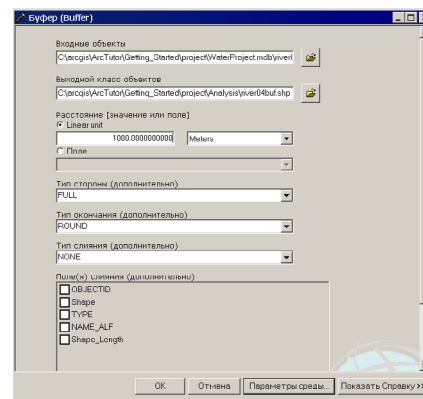 Буфер (Buffer)
Входные объекты
C:\arcgis\ArcTutor\Getting_Started\project\WaterProject.mdb\river(
Выходной класс объектов
C:\arcgis\ArcTutor\Getting_Started\project\Analysis\river04buf.shp
Расстояние [значение или поле]
Linear unit
1000.0000000000 Meters
Поле
Тип стороны (дополнительно)
FULL
Тип окончания (дополнительно)
ROUND
Тип слияния (дополнительно)
NONE
Поле(я) слияния (дополнительно)
OBJECTID
Shape
TYPE
NAME_ALF
Shape_Length
OK Отмена Параметры среды... Показать Справку >>